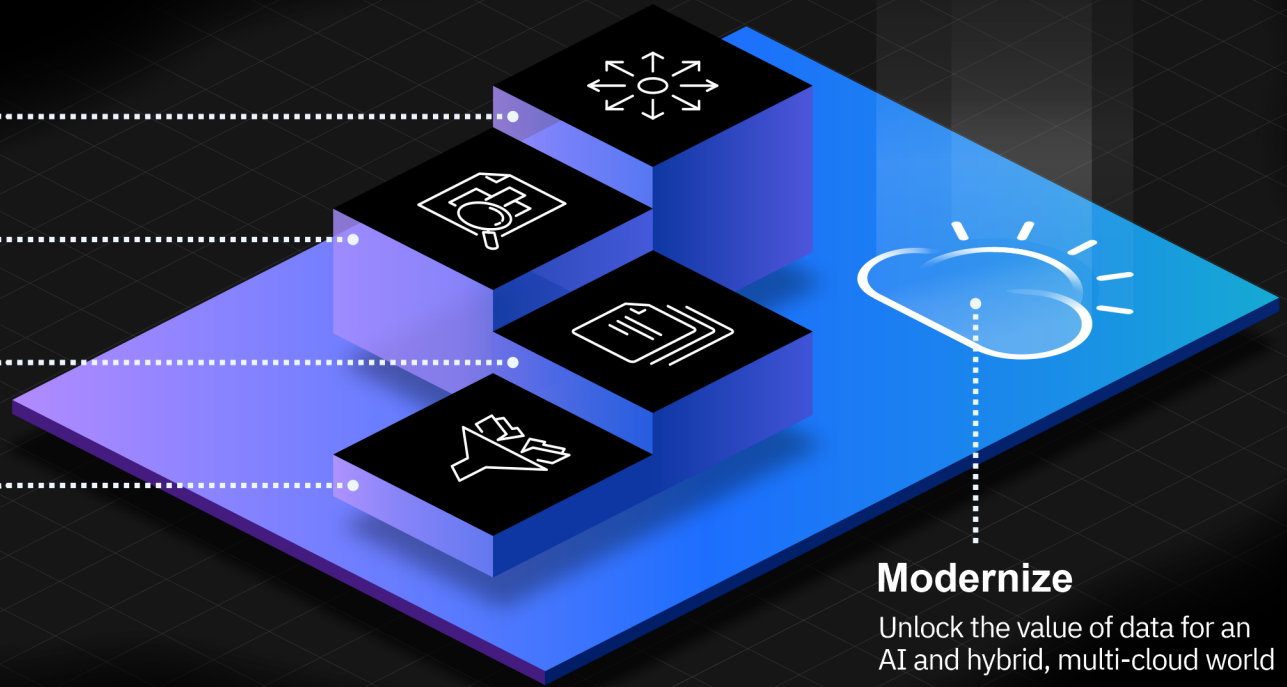 Modernize
Unlock the value of data for an
AI and hybrid, multi-cloud world